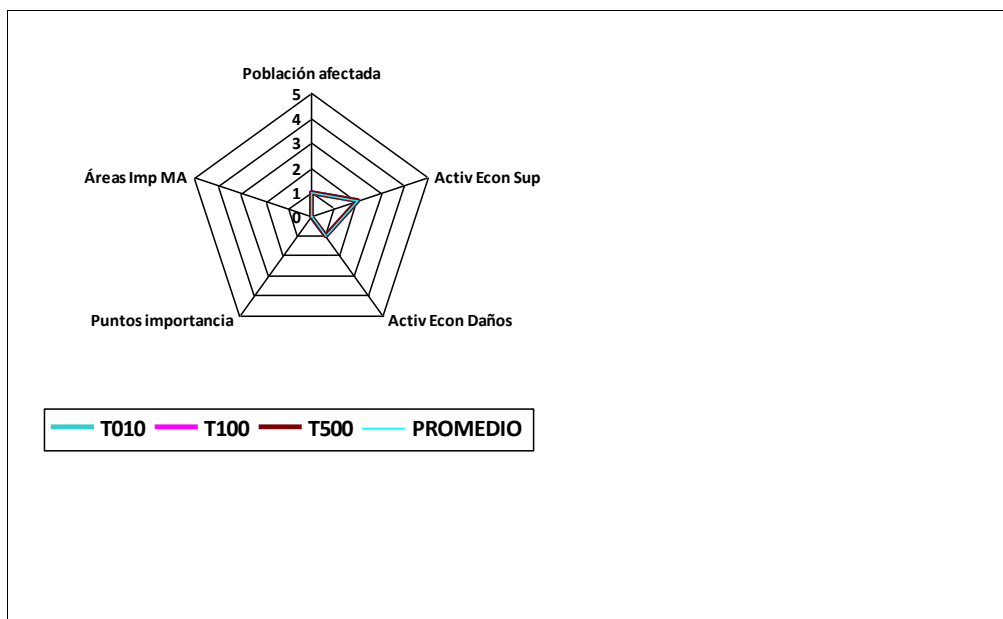 Población afectada
5
4
3
2
1
0
Áreas Imp MA
Activ Econ Sup
Puntos importancia
Activ Econ Daños
T010 T100 T500 PROMEDIO